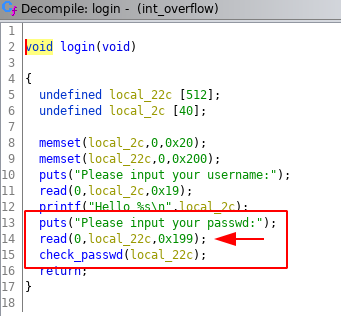 Decompile: login - (int_overflow)
1
2 void login(void)
3
4 {
5 undefined local_22c [512];
6 undefined local_2c [40];
7
8 memset(local_2c,0,0x20);
9 memset(local_22c,0,0x200);
10 puts("Please input your username:");
11 read(0,local_2c,0x19);
12 printf("Hello %s\n",local_2c);
13 puts("Please input your passwd:");
14 read(0,local_22c,0x199);
15 check_passwd(local_22c);
16 return;
17 }
18